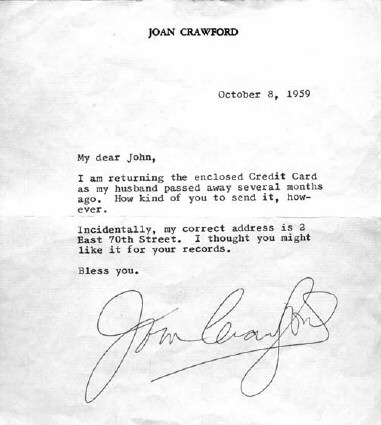 JOAN CRAWFORD
October 8, 1959
My dear John,
I am returning the enclosed Credit Card
as my husband passed away several months
ago. How kind of you to send it, how-
ever.
Incidentally, my correct address is 2
East 70th Street. I thought you might
like it for your records.
Bless you.
Joan Crawford